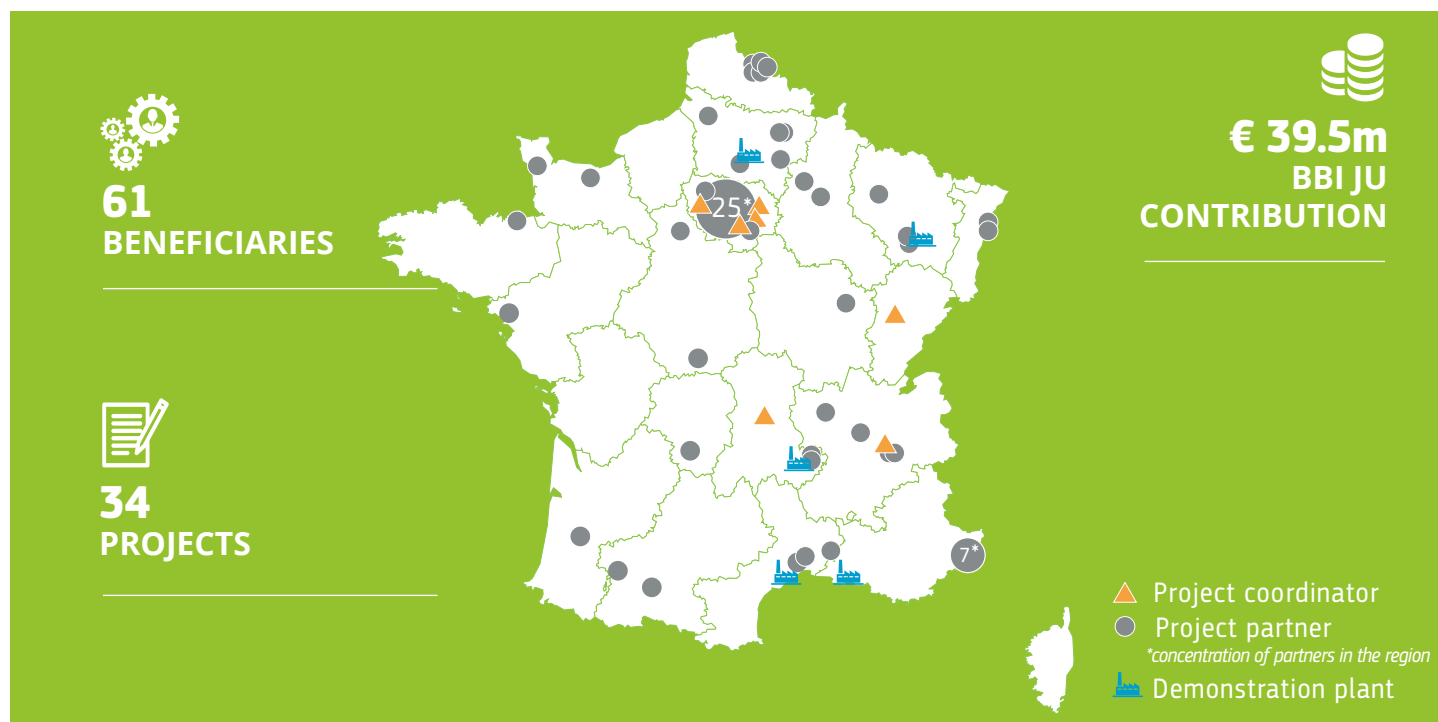 61
BENEFICIARIES
34
PROJECTS
€ 39.5m
BBI JU
CONTRIBUTION
25*
7*
Project coordinator
Project partner
*concentration of partners in the region
Demonstration plant